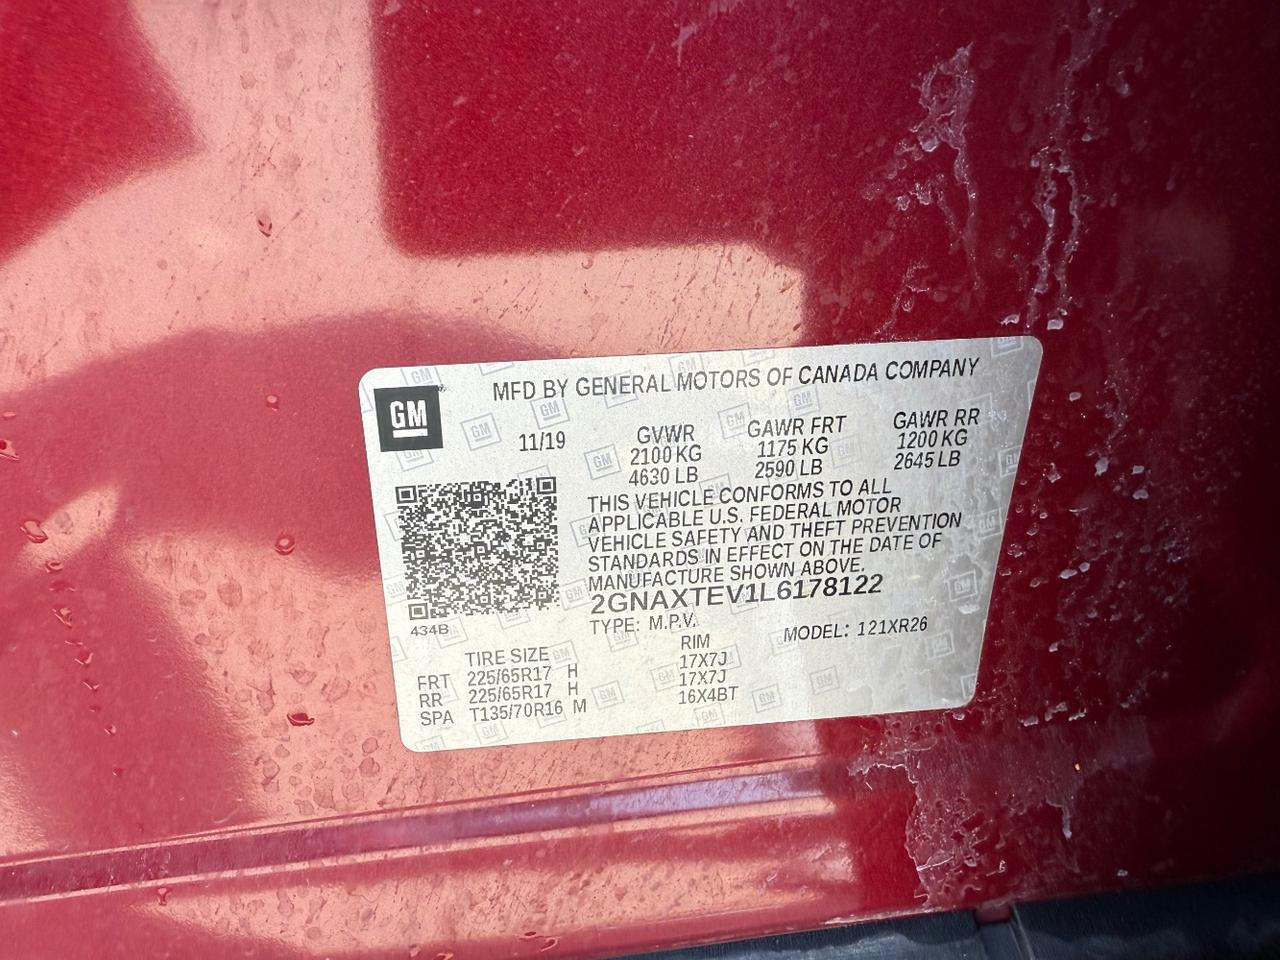 GM
MFD BY GENERAL MOTORS OF CANADA COMPANY
11/19
GVWR
2100 KG
4630 LB
GAWR FRT
1175 KG
2590 LB
GAWR RR
1200 KG
2645 LB
THIS VEHICLE CONFORMS TO ALL
APPLICABLE U.S. FEDERAL MOTOR
VEHICLE SAFETY AND THEFT PREVENTION
STANDARDS IN EFFECT ON THE DATE OF
MANUFACTURE SHOWN ABOVE.
2GNAXTEV1L6178122
TYPE: M.P.V.
MODEL: 121XR26
434B
TIRE SIZE RIM
FRT 225/65R17 H 17X7J
RR 225/65R17 H 17X7J
SPA T135/70R16 M 16X4BT